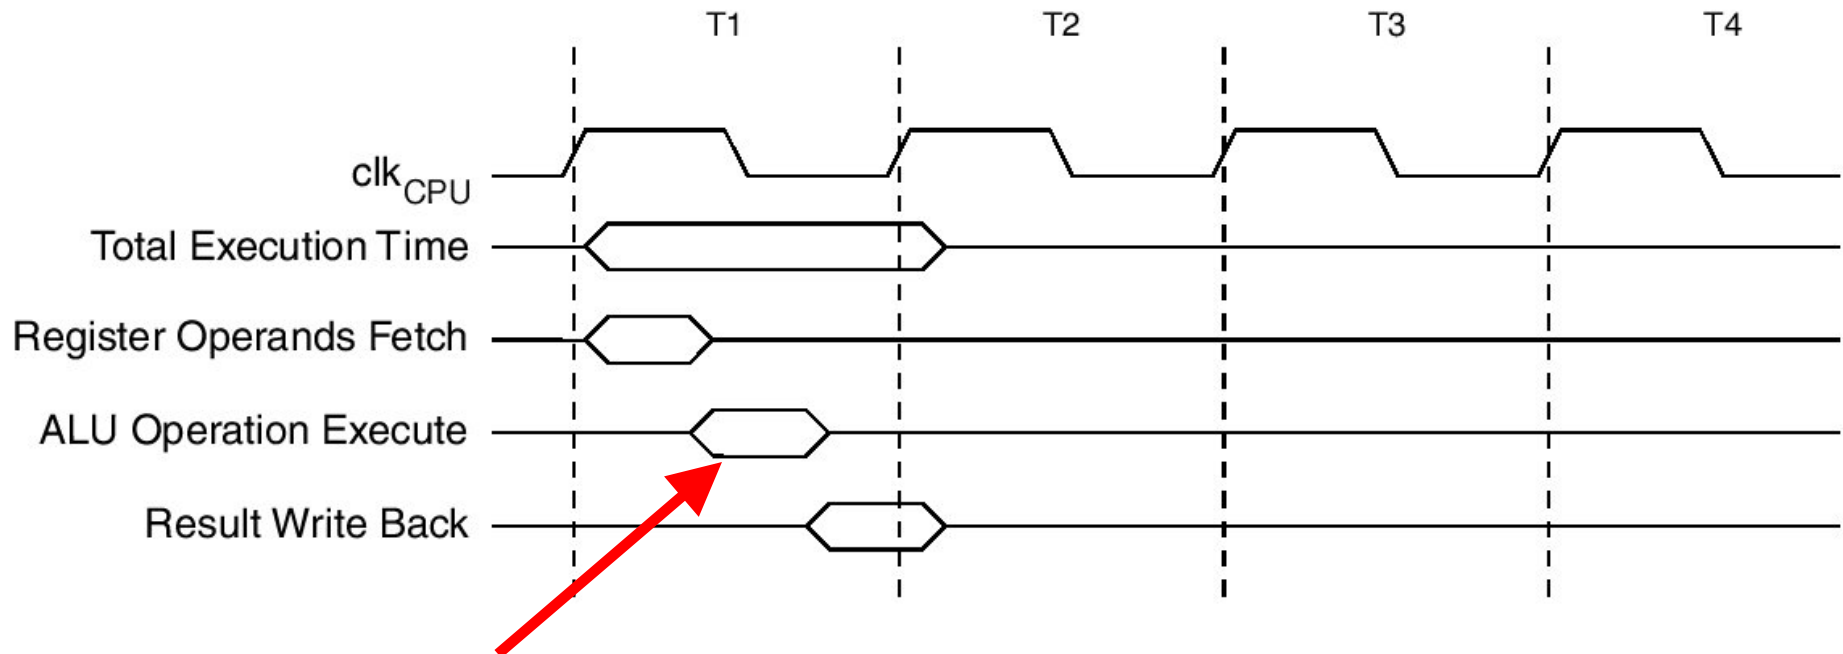 T1 T2 T3 T4
clkCPU
Total Execution Time
Register Operands Fetch
ALU Operation Execute
Result Write Back